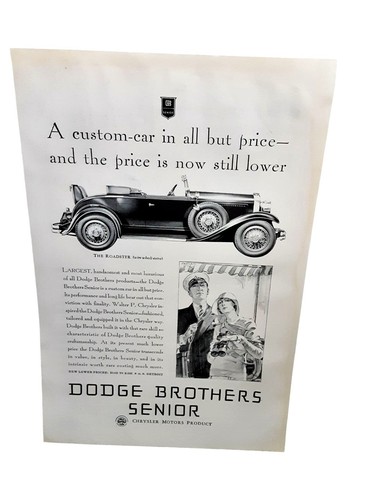 SENIOR
A custom-car in all but price—
and the price is now still lower
THE ROADSTER
LARGEST, handsomest and most luxurious
of all Dodge Brothers products—the Dodge
Brothers Senior is a custom car in all but price.
Its performance and long life bear out that con-
viction with finality. Walter P. Chrysler in-
spired the Dodge Brothers Senior—fashioned,
tailored and equipped it in the Chrysler way.
Dodge Brothers built it with that rare skill so
characteristic of Dodge Brothers quality
craftsmanship. At its present much lower
price the Dodge Brothers Senior transcends
in value, in style, in beauty, and in its
intrinsic worth cars costing much more.
NEW LOWER PRICES: F. O. B. DETROIT
DODGE BROTHERS
SENIOR
CHRYSLER MOTORS PRODUCT